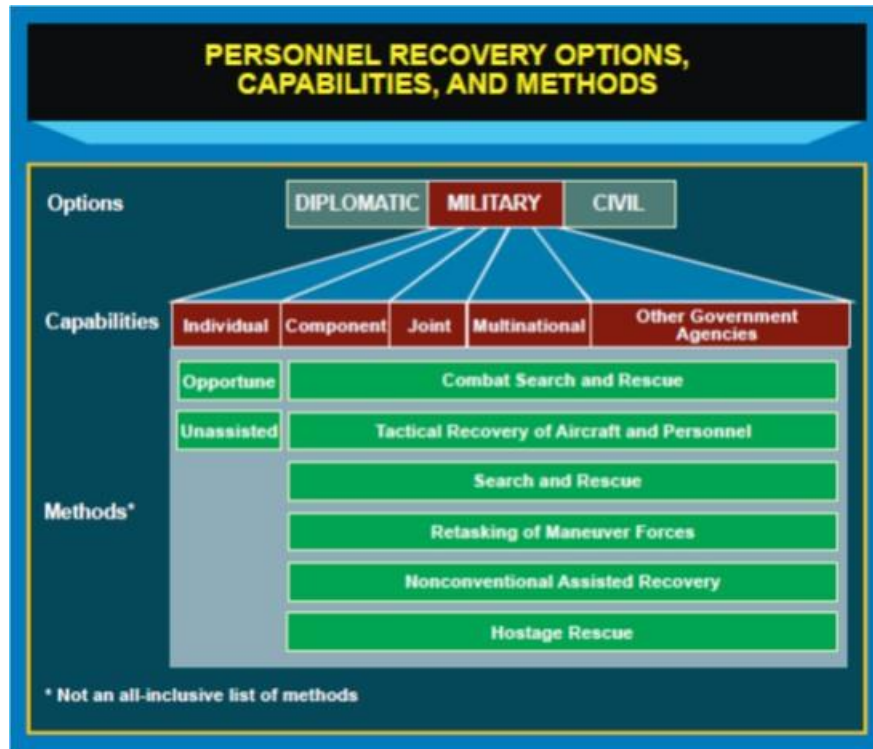 PERSONNEL RECOVERY OPTIONS,
CAPABILITIES, AND METHODS
Options
DIPLOMATIC
MILITARY
CIVIL
Capabilities
Individual
Component
Joint
Multinational
Other Government
Agencies
Methods*
Opportune
Combat Search and Rescue
Unassisted
Tactical Recovery of Aircraft and Personnel
Search and Rescue
Retasking of Maneuver Forces
Nonconventional Assisted Recovery
Hostage Rescue
* Not an all-inclusive list of methods